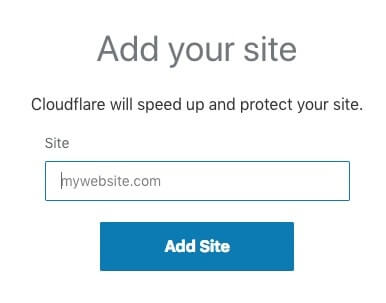 Add your site
Cloudflare will speed up and protect your site.
Site
mywebsite.com
Add Site